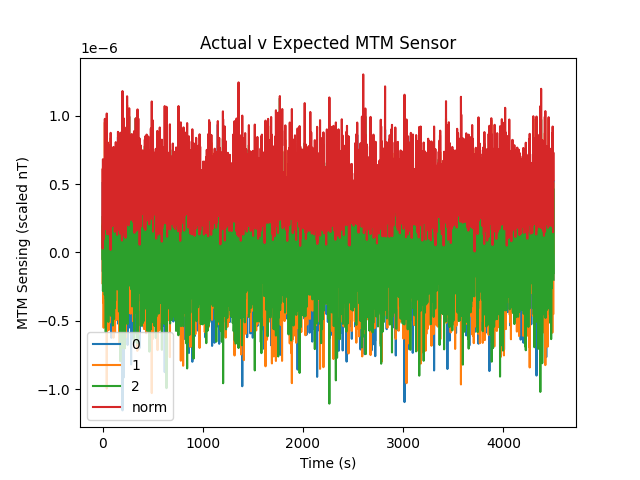 Actual v Expected MTM Sensor
1e−6
1.0
0.5
0.0
−0.5
−1.0
MTM Sensing (scaled nT)
0
1
2
norm
0
1000
2000
3000
4000
Time (s)